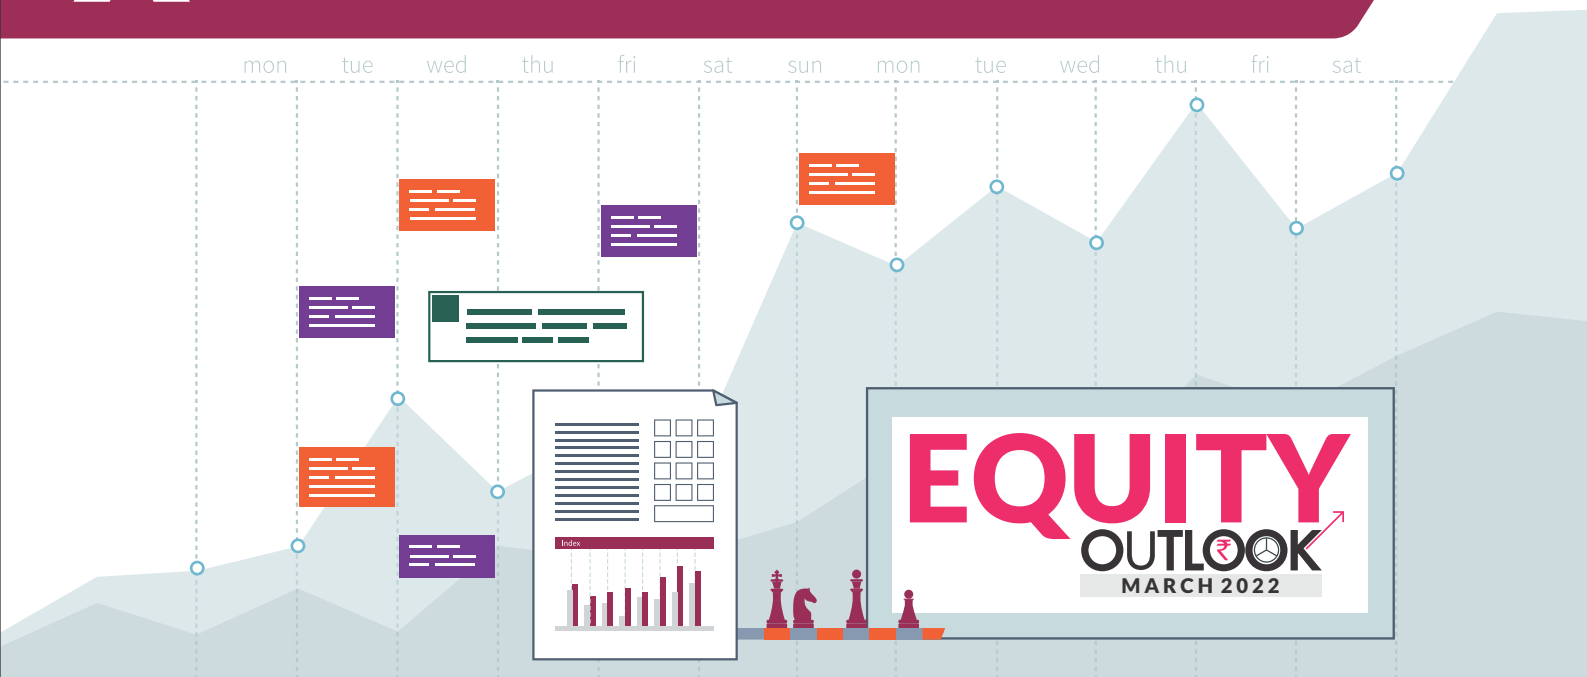 mon tue wed thu fri sat sun mon tue wed thu fri sat
Index
EQUITY
OUTLOOK
MARCH 2022